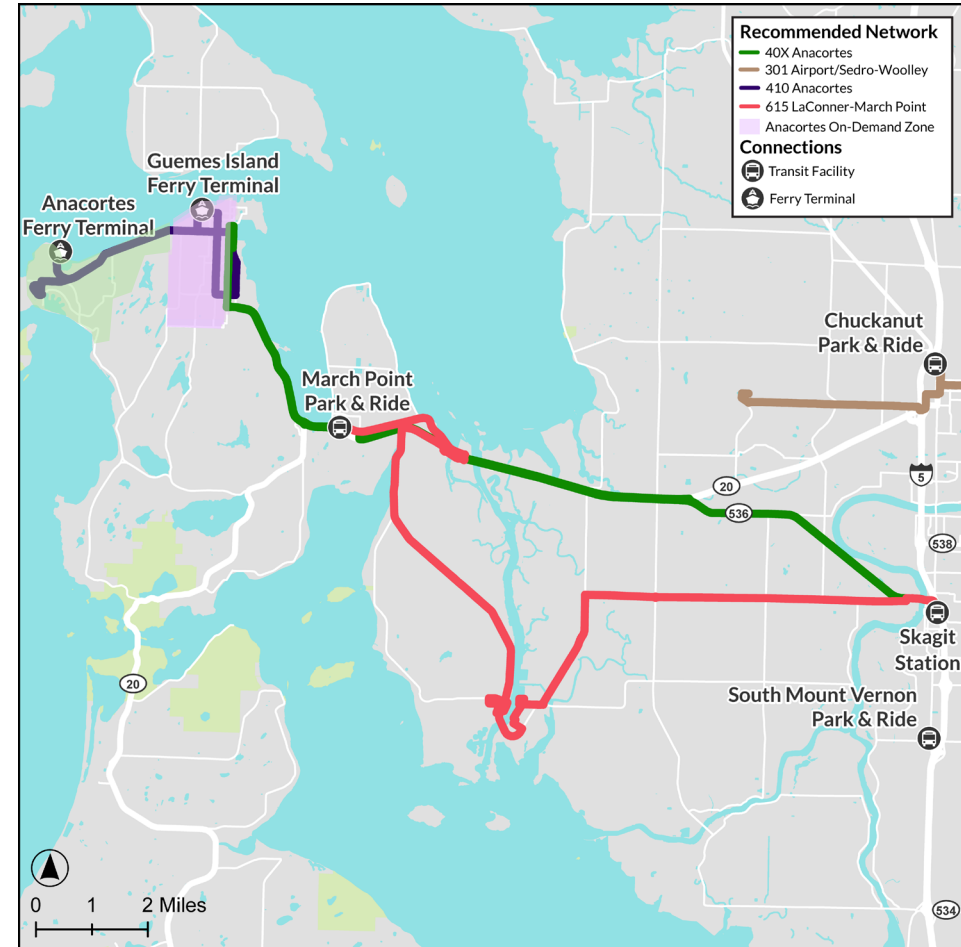 Recommended Network
40X Anacortes
301 Airport/Sedro-Woolley
410 Anacortes
615 LaConner-March Point
Anacortes On-Demand Zone
Connections
Transit Facility
Ferry Terminal
Guemes Island
Ferry Terminal
Anacortes
Ferry Terminal
Chuckanut
Park & Ride
March Point
Park & Ride
20
5
536
538
Skagit
Station
20
South Mount Vernon
Park & Ride
0 1 2 Miles
534